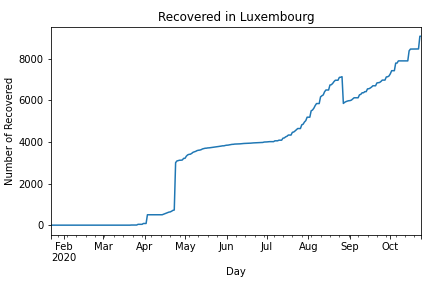 Recovered in Luxembourg
Number of Recovered
8000
6000
4000
2000
0
Feb Mar Apr May Jun Jul Aug Sep Oct
2020
Day